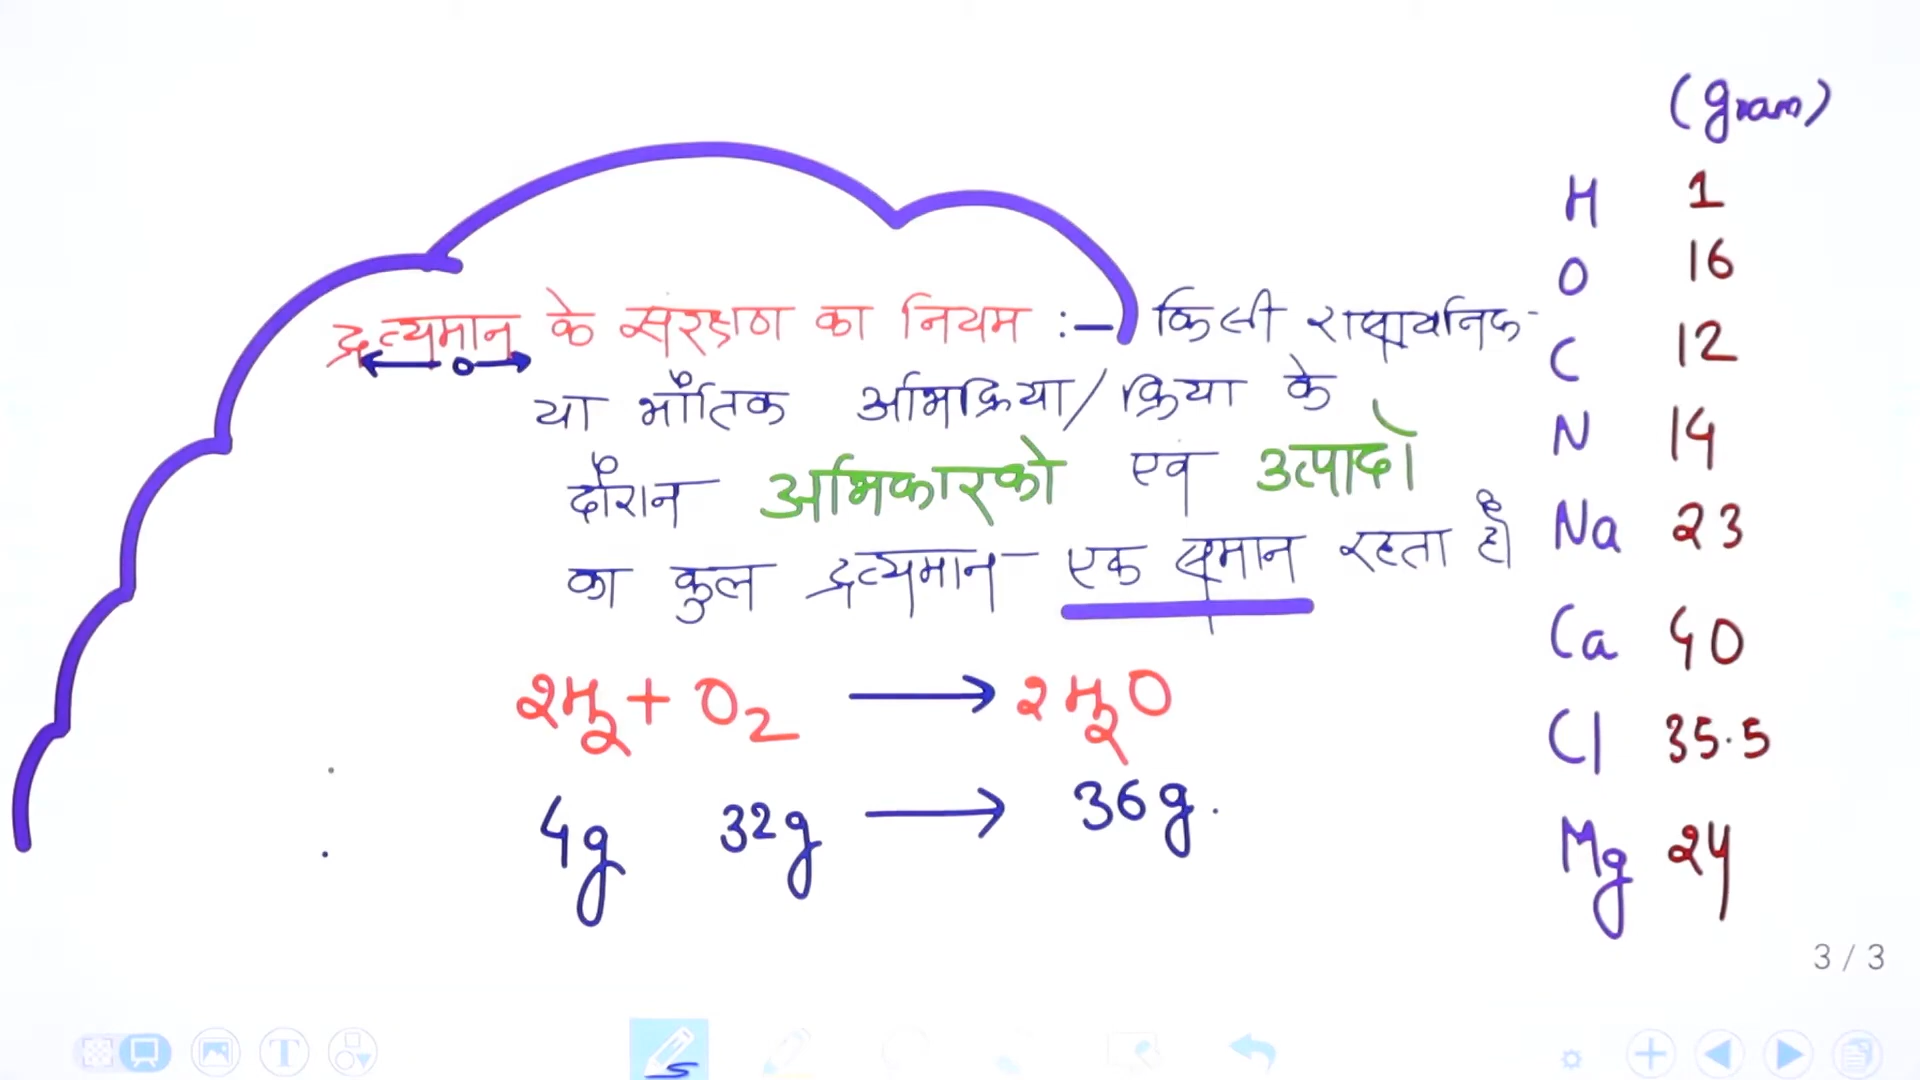 (gram)
द्रव्यमान के संरक्षण का नियम :- किसी रासायनिक
या भौतिक अभिक्रिया/क्रिया के
दौरान अभिकारको एवं उत्पादो
का कुल द्रव्यमान एक समान रहता है।
2H₂ + O₂ → 2H₂O
4g 32g → 36g.
H 1
O 16
C 12
N 14
Na 23
Ca 40
Cl 35.5
Mg 24
3 / 3
T